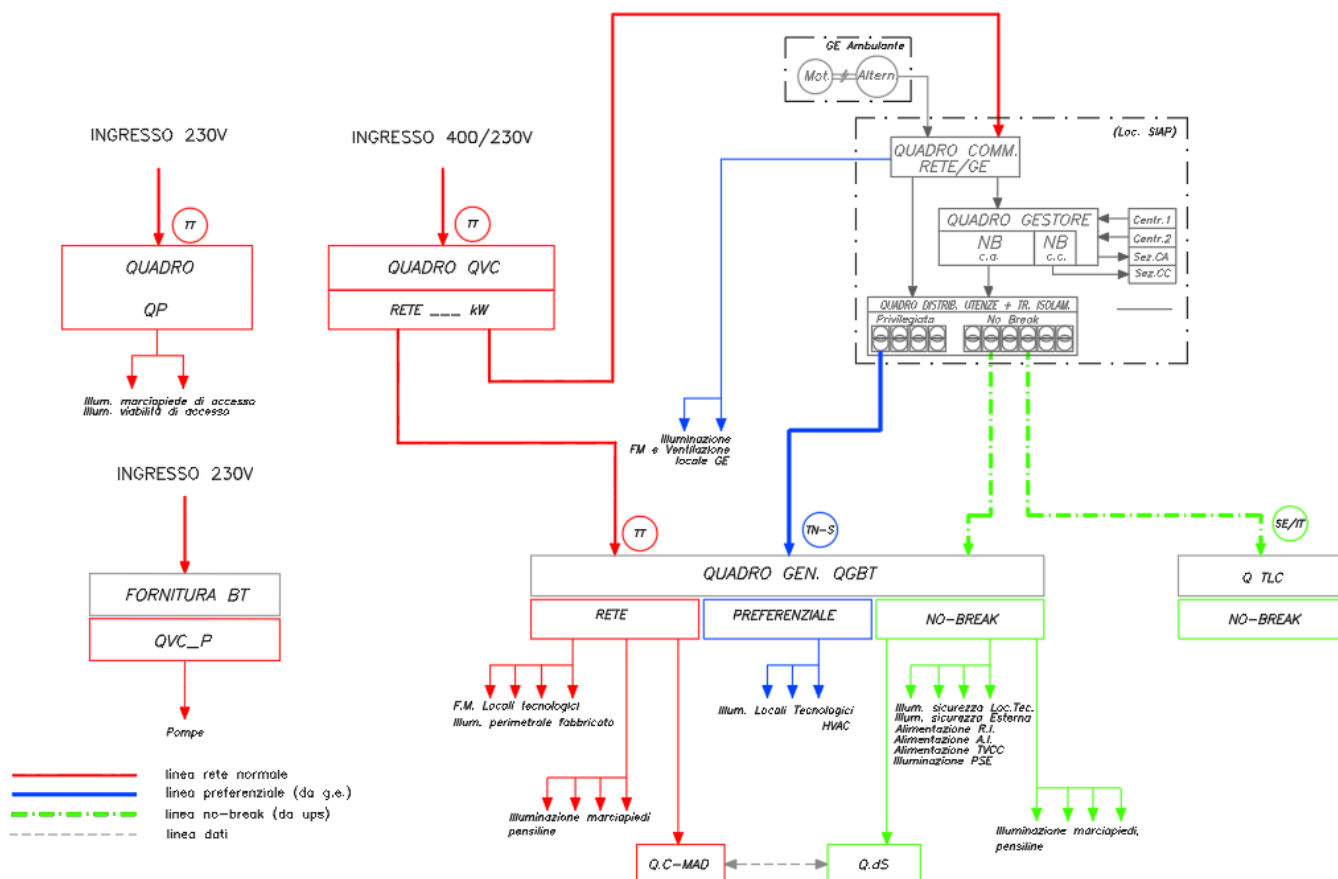 GE Ambulante
Mot.
Altern
INGRESSO 230V
INGRESSO 400/230V
(Loc. SIAP)
QUADRO COMM.
RETE/GE
TT
TT
QUADRO GESTORE
NB
c.a.
NB
c.c.
Centr.1
Centr.2
Sez.CA
Sez.CC
QUADRO
QP
QUADRO QVC
RETE ___ kW
QUADRO DISTRIB. UTENZE + TR. ISOLAM.
Privilegiata
No Break
Illum. marciapiede di accesso
Illum. viabilità di accesso
Illuminazione
FM e Ventilazione
locale GE
INGRESSO 230V
TT
TN-S
SE/IT
FORNITURA BT
QVC_P
QUADRO GEN. QGBT
RETE
PREFERENZIALE
NO-BREAK
Q TLC
NO-BREAK
F.M. Locali tecnologici
Illum. perimetrale fabbricato
Illum. Locali Tecnologici
HVAC
Illum. sicurezza Loc.Tec.
Illum. sicurezza Esterna
Alimentazione R.I.
Alimentazione A.I.
Alimentazione TVCC
Illuminazione PSE
Pompe
linea rete normale
linea preferenziale (da g.e.)
linea no-break (da ups)
linea dati
Illuminazione marciapiedi
pensiline
Illuminazione marciapiedi,
pensiline
Q.C-MAD
Q.dS